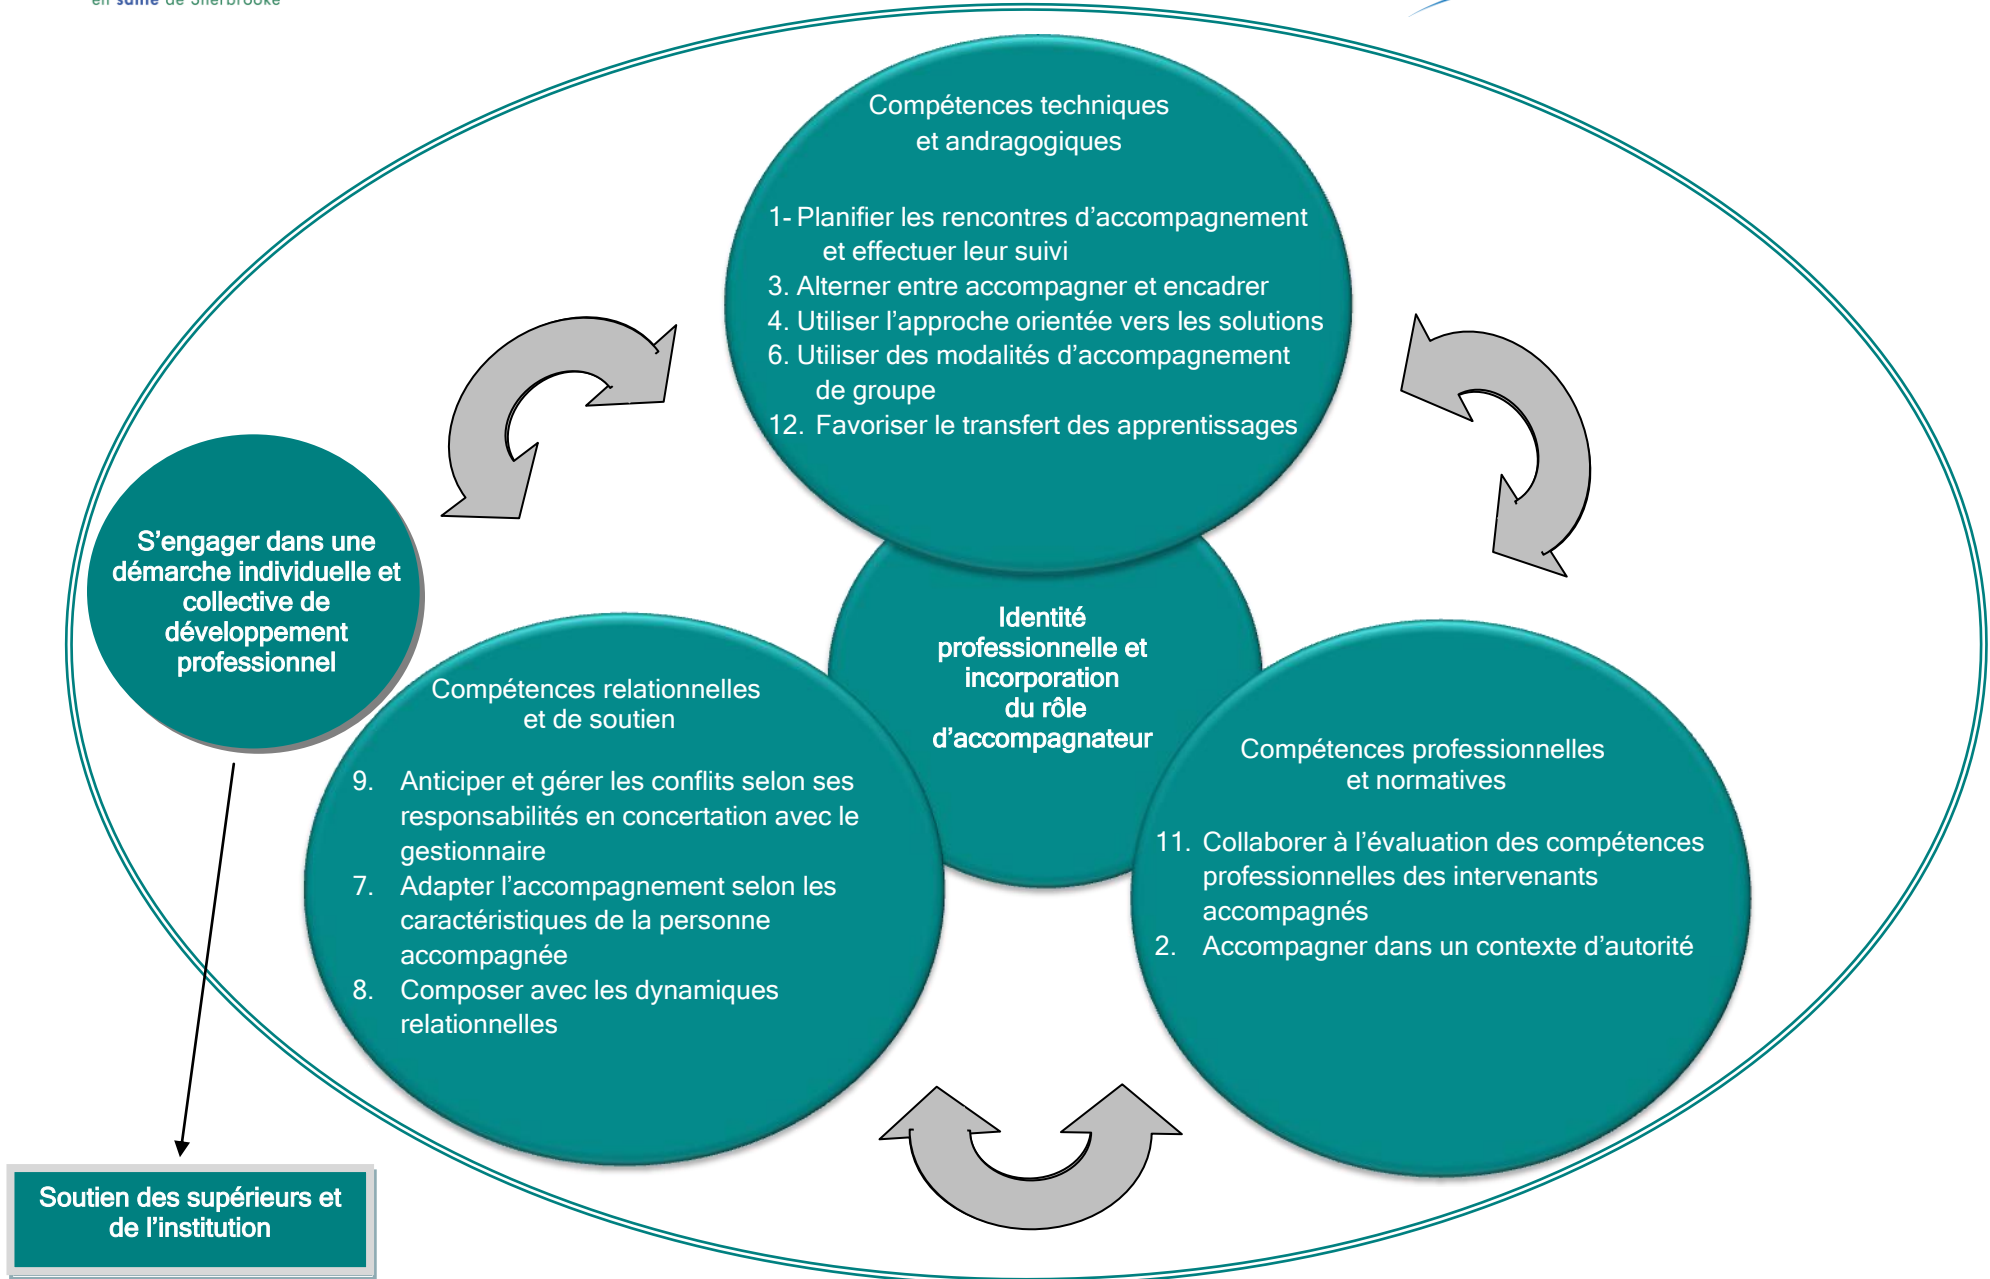 en santé de Sherbrooke
Compétences techniques
et andragogiques
1- Planifier les rencontres d’accompagnement
et effectuer leur suivi
3. Alterner entre accompagner et encadrer
4. Utiliser l’approche orientée vers les solutions
6. Utiliser des modalités d’accompagnement
de groupe
12. Favoriser le transfert des apprentissages
S’engager dans une
démarche individuelle et
collective de
développement
professionnel
Identité
professionnelle et
incorporation
du rôle
d’accompagnateur
Compétences relationnelles
et de soutien
9. Anticiper et gérer les conflits selon ses
responsabilités en concertation avec le
gestionnaire
7. Adapter l’accompagnement selon les
caractéristiques de la personne
accompagnée
8. Composer avec les dynamiques
relationnelles
Compétences professionnelles
et normatives
11. Collaborer à l’évaluation des compétences
professionnelles des intervenants
accompagnés
2. Accompagner dans un contexte d’autorité
Soutien des supérieurs et
de l’institution